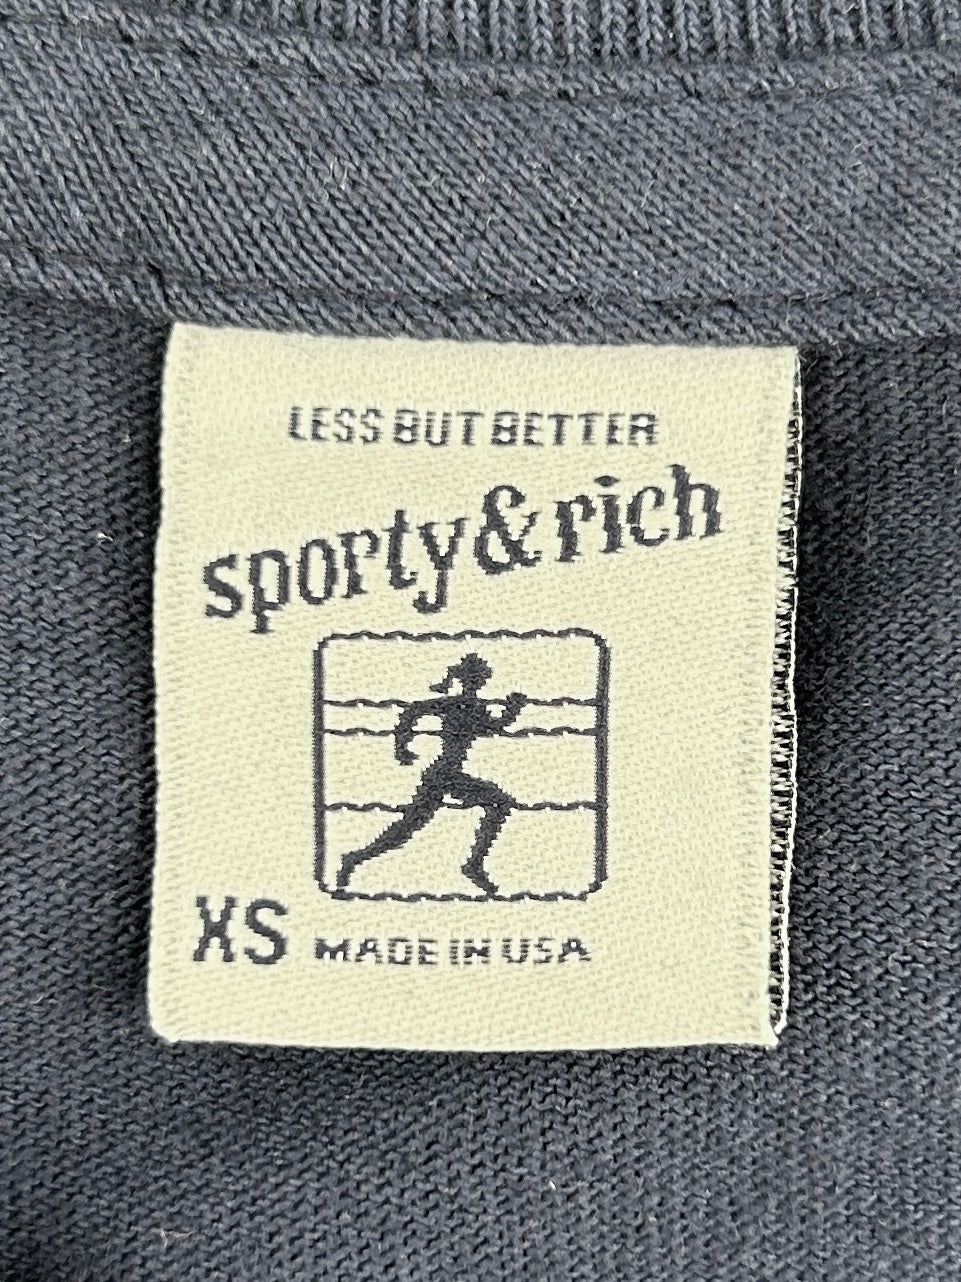 LESS BUT BETTER
sporty & rich
XS MADE IN USA